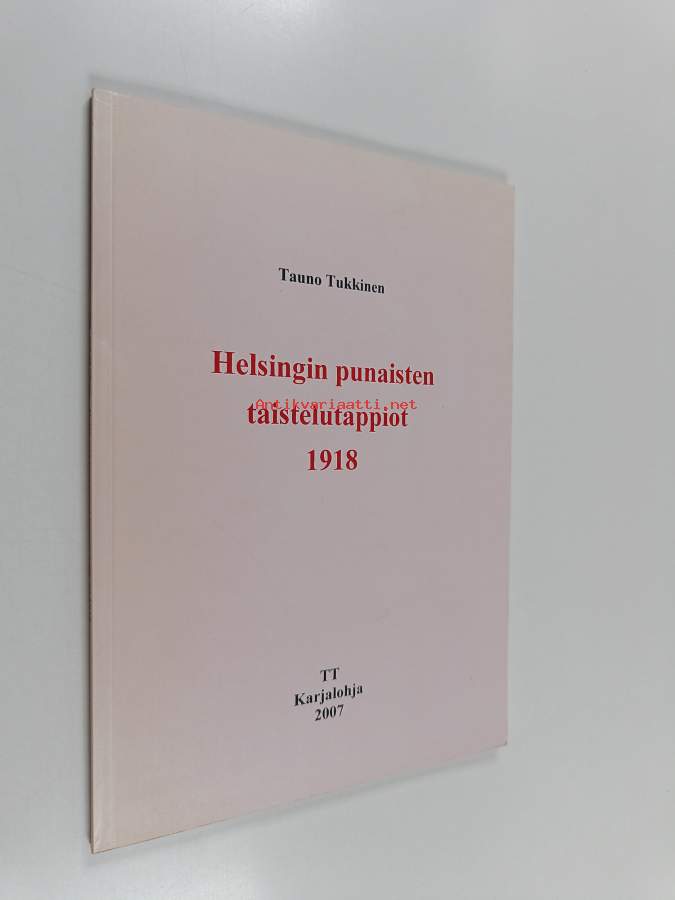 Tauno Tukkinen
Helsingin punaisten
Antikvariaatti.net
taistelutappiot
1918
TT
Karjalohja
2007